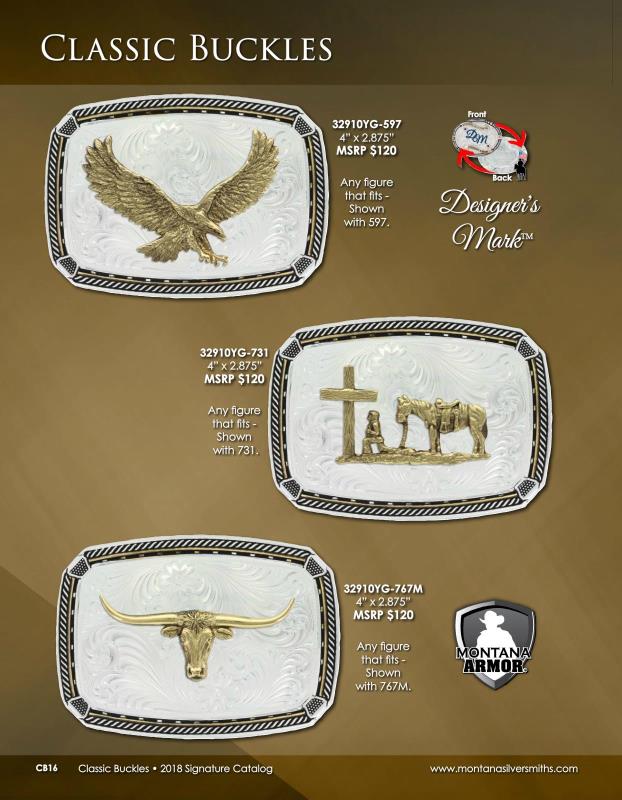 CLASSIC BUCKLES
32910YG-597
4” x 2.875”
MSRP $120
Any figure
that fits -
Shown
with 597.
Front
D&M
Back
Designer's
Mark™
32910YG-731
4” x 2.875”
MSRP $120
Any figure
that fits -
Shown
with 731.
32910YG-767M
4” x 2.875”
MSRP $120
Any figure
that fits -
Shown
with 767M.
MONTANA
ARMOR®
CB16 Classic Buckles • 2018 Signature Catalog www.montanasilversmiths.com